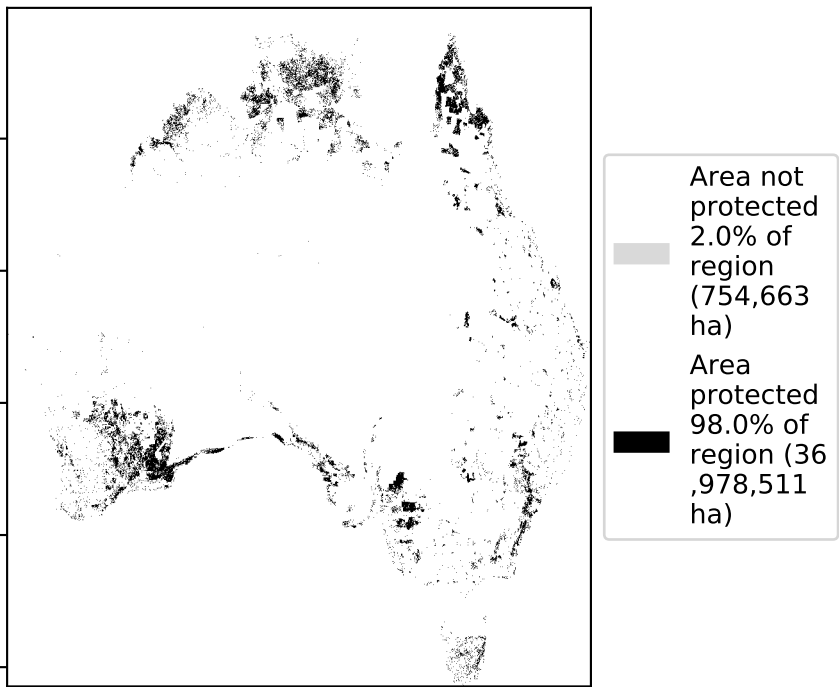 Area not
protected
2.0% of
region
(754,663
ha)
Area
protected
98.0% of
region (36
,978,511
ha)